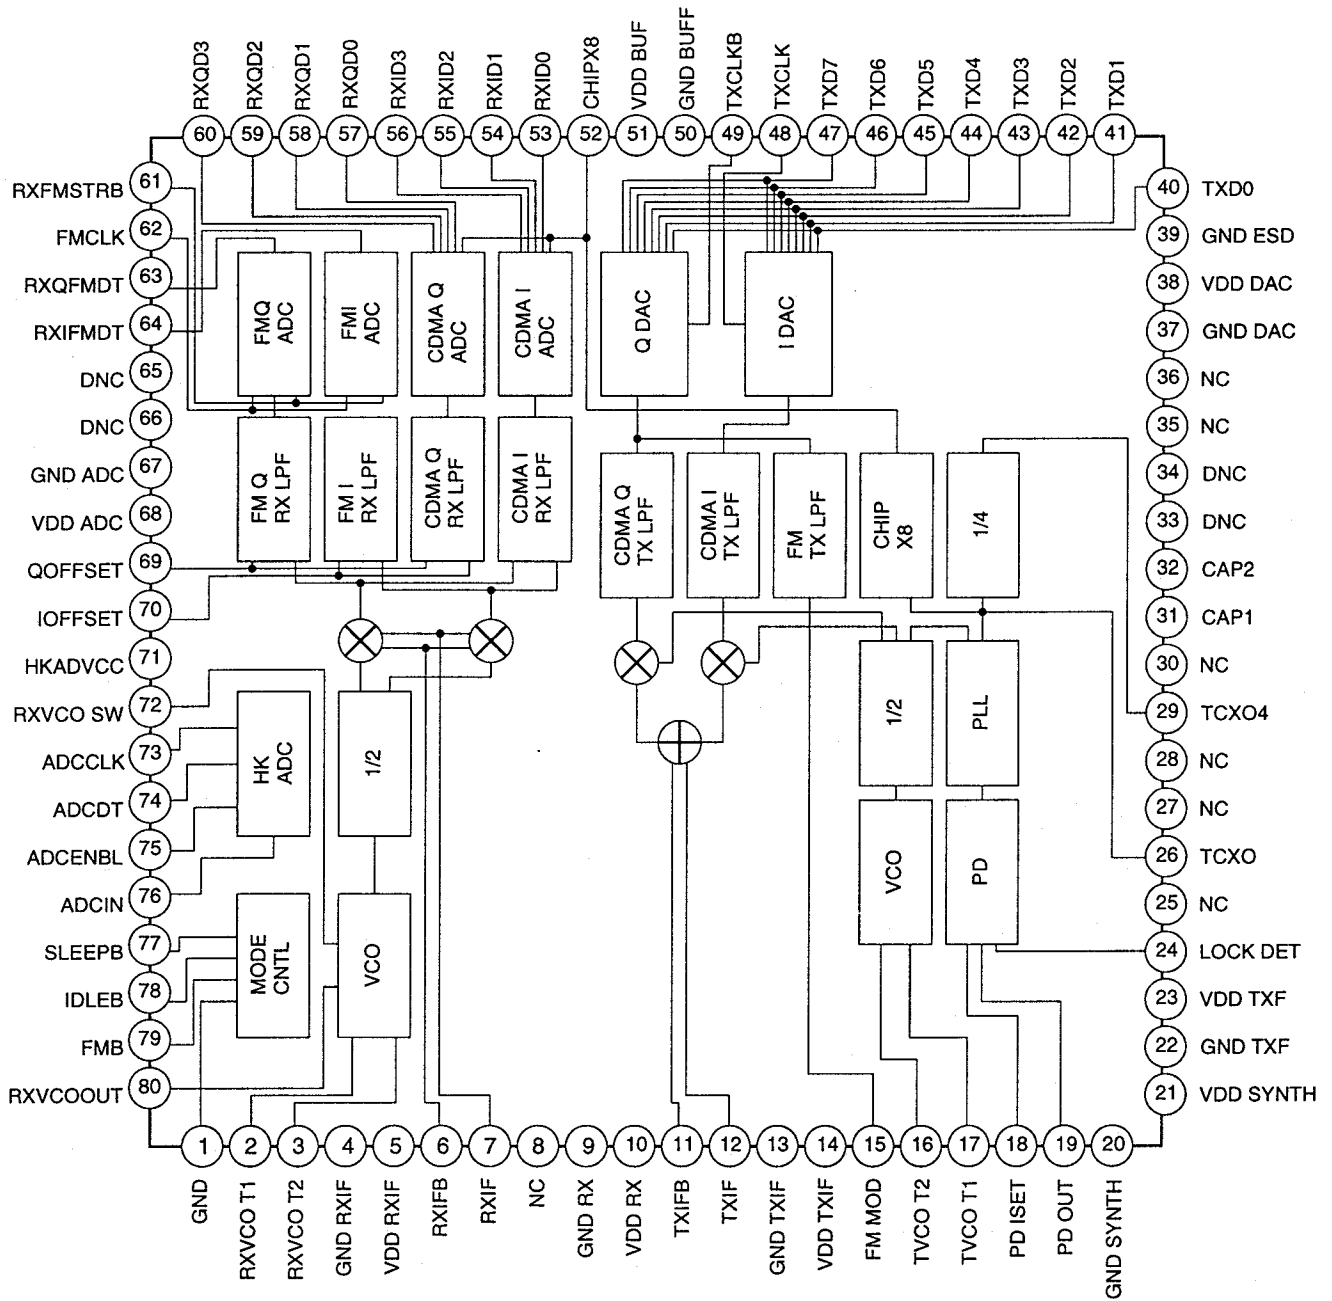 RXQD3
RXQD2
RXQD1
RXQD0
RXID3
RXID2
RXID1
RXID0
CHIPX8
VDD BUF
GND BUFF
TXCLKB
TXCLK
TXD7
TXD6
TXD5
TXD4
TXD3
TXD2
TXD1
60
59
58
57
56
55
54
53
52
51
50
49
48
47
46
45
44
43
42
41
RXFMSTRB
61
FMCLK
62
RXQFMDT
63
RXIFMDT
64
DNC
65
DNC
66
GND ADC
67
VDD ADC
68
QOFFSET
69
IOFFSET
70
HKADVCC
71
RXVCO SW
72
ADCCLK
73
ADCDT
74
ADCENBL
75
ADCIN
76
SLEEPB
77
IDLEB
78
FMB
79
RXVCOOUT
80
FMQ
ADC
FMI
ADC
CDMA Q
ADC
CDMA I
ADC
Q DAC
I DAC
FM Q
RX LPF
FM I
RX LPF
CDMA Q
RX LPF
CDMA I
RX LPF
CDMA Q
TX LPF
CDMA I
TX LPF
FM
TX LPF
CHIP
X8
1/4
HK
ADC
1/2
1/2
PLL
MODE
CNTL
VCO
VCO
PD
40
TXD0
39
GND ESD
38
VDD DAC
37
GND DAC
36
NC
35
NC
34
DNC
33
DNC
32
CAP2
31
CAP1
30
NC
29
TCXO4
28
NC
27
NC
26
TCXO
25
NC
24
LOCK DET
23
VDD TXF
22
GND TXF
21
VDD SYNTH
1
2
3
4
5
6
7
8
9
10
11
12
13
14
15
16
17
18
19
20
GND
RXVCO T1
RXVCO T2
GND RXIF
VDD RXIF
RXIFB
RXIF
NC
GND RX
VDD RX
TXIFB
TXIF
GND TXIF
VDD TXIF
FM MOD
TVCO T2
TVCO T1
PD ISET
PD OUT
GND SYNTH